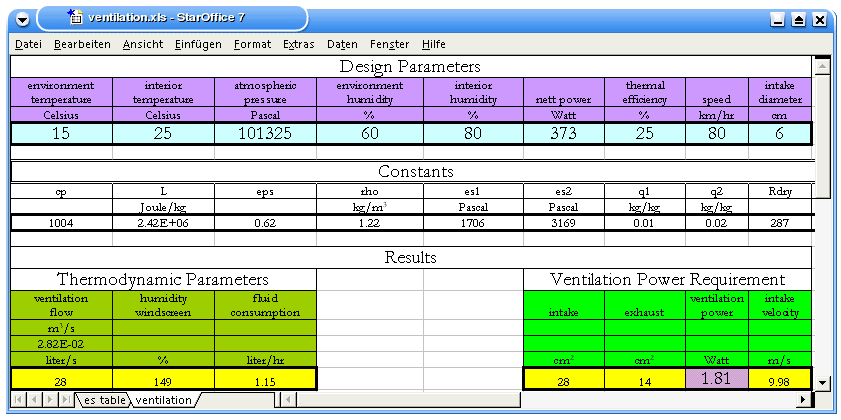 ventilation.xls - StarOffice 7
Datei Bearbeiten Ansicht Einfügen Format Extras Daten Fenster Hilfe
Design Parameters
environment interior atmospheric environment interior thermal intake
temperature temperature pressure humidity humidity nett power efficiency speed diameter
Celsius Celsius Pascal % % Watt % km/hr cm
15 25 101325 60 80 373 25 80 6
Constants
cp L eps rho es1 es2 q1 q2 Rdry
Joule/kg kg/m³ Pascal Pascal kg/kg kg/kg
1004 2.42E+06 0.62 1.22 1706 3169 0.01 0.02 287
Results
Thermodynamic Parameters Ventilation Power Requirement
ventilation humidity fluid ventilation intake
flow windscreen consumption intake exhaust power velocity
m³/s
2.82E-02
liter/s % liter/hr cm² cm² Watt m/s
28 149 1.15 28 14 1.81 9.98
es table ventilation